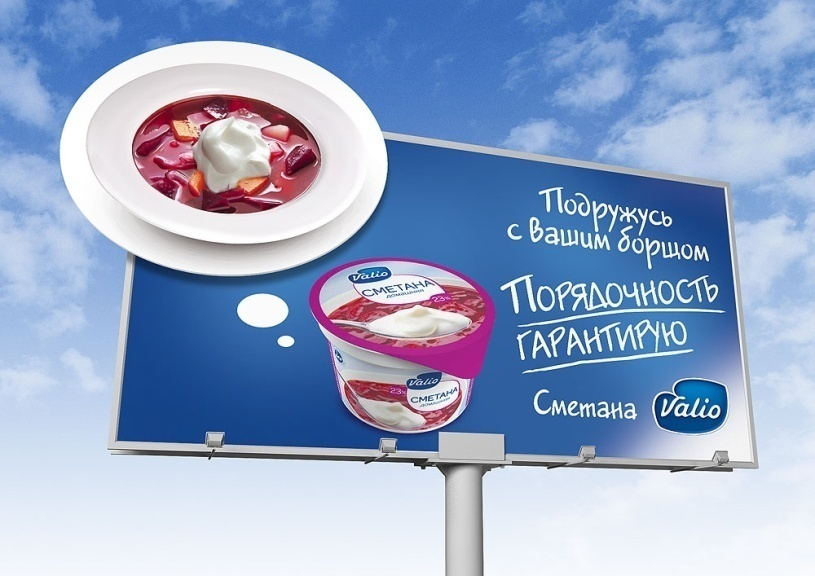 Подружусь
с вашим борщом
Порядочность
гарантирую
Сметана Valio
Valio
СМЕТАНА
домашняя
23%
Valio
23%
СМЕТАНА
домашняя